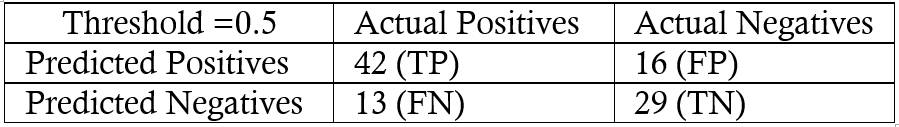 Threshold =0.5 Actual Positives Actual Negatives
Predicted Positives 42 (TP) 16 (FP)
Predicted Negatives 13 (FN) 29 (TN)